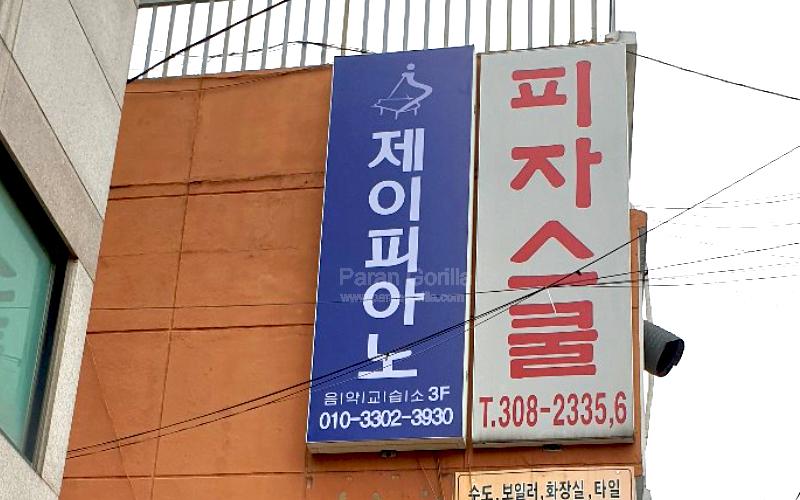 제이피아노
음|악|교|습|소 3F
010-3302-3930
피자스쿨
T.308-2335,6
수도, 보일러, 화장실, 타일
Paran Gorilla